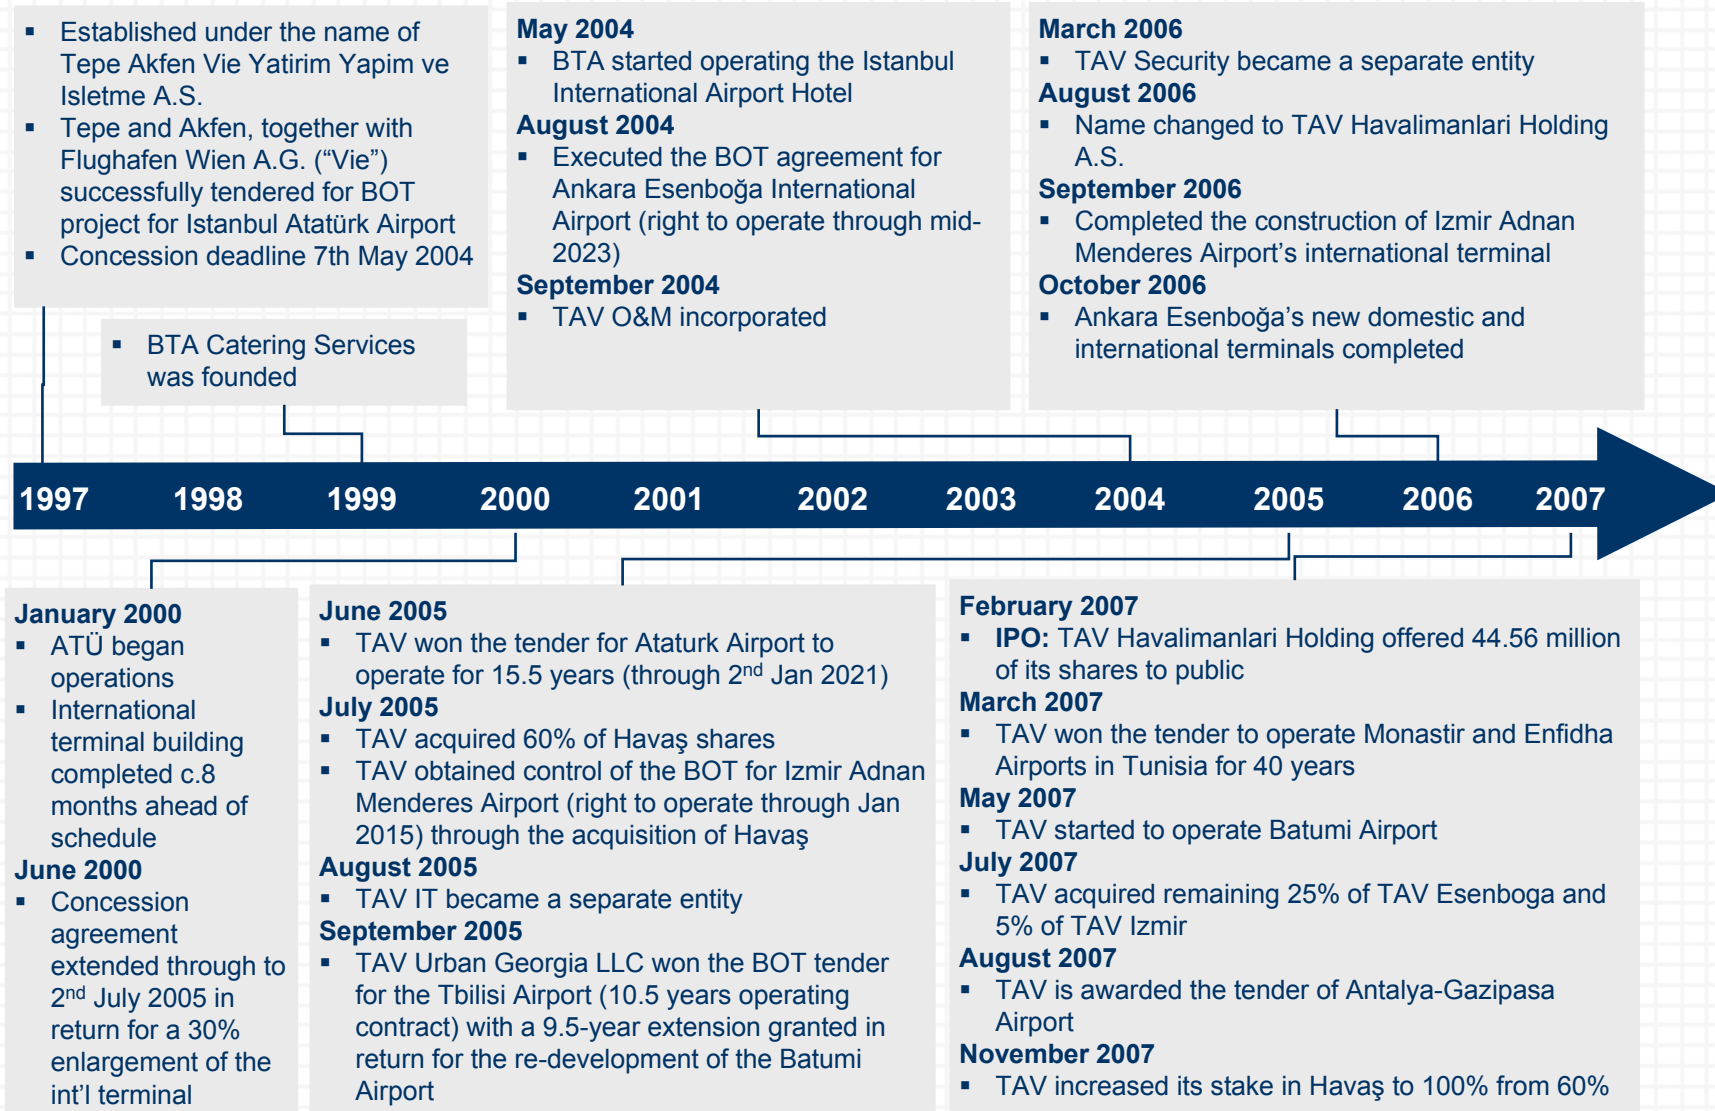 ▪ Established under the name of
Tepe Akfen Vie Yatirim Yapim ve
Isletme A.S.
▪ Tepe and Akfen, together with
Flughafen Wien A.G. (“Vie”)
successfully tendered for BOT
project for Istanbul Atatürk Airport
▪ Concession deadline 7th May 2004
▪ BTA Catering Services
was founded
May 2004
▪ BTA started operating the Istanbul
International Airport Hotel
August 2004
▪ Executed the BOT agreement for
Ankara Esenboğa International
Airport (right to operate through mid-
2023)
September 2004
▪ TAV O&M incorporated
March 2006
▪ TAV Security became a separate entity
August 2006
▪ Name changed to TAV Havalimanlari Holding
A.S.
September 2006
▪ Completed the construction of Izmir Adnan
Menderes Airport’s international terminal
October 2006
▪ Ankara Esenboğa’s new domestic and
international terminals completed
1997 1998 1999 2000 2001 2002 2003 2004 2005 2006 2007
January 2000
▪ ATÜ began
operations
▪ International
terminal building
completed c.8
months ahead of
schedule
June 2000
▪ Concession
agreement
extended through to
2nd July 2005 in
return for a 30%
enlargement of the
int’l terminal
June 2005
▪ TAV won the tender for Ataturk Airport to
operate for 15.5 years (through 2nd Jan 2021)
July 2005
▪ TAV acquired 60% of Havaş shares
▪ TAV obtained control of the BOT for Izmir Adnan
Menderes Airport (right to operate through Jan
2015) through the acquisition of Havaş
August 2005
▪ TAV IT became a separate entity
September 2005
▪ TAV Urban Georgia LLC won the BOT tender
for the Tbilisi Airport (10.5 years operating
contract) with a 9.5-year extension granted in
return for the re-development of the Batumi
Airport
February 2007
▪ IPO: TAV Havalimanlari Holding offered 44.56 million
of its shares to public
March 2007
▪ TAV won the tender to operate Monastir and Enfidha
Airports in Tunisia for 40 years
May 2007
▪ TAV started to operate Batumi Airport
July 2007
▪ TAV acquired remaining 25% of TAV Esenboga and
5% of TAV Izmir
August 2007
▪ TAV is awarded the tender of Antalya-Gazipasa
Airport
November 2007
▪ TAV increased its stake in Havaş to 100% from 60%